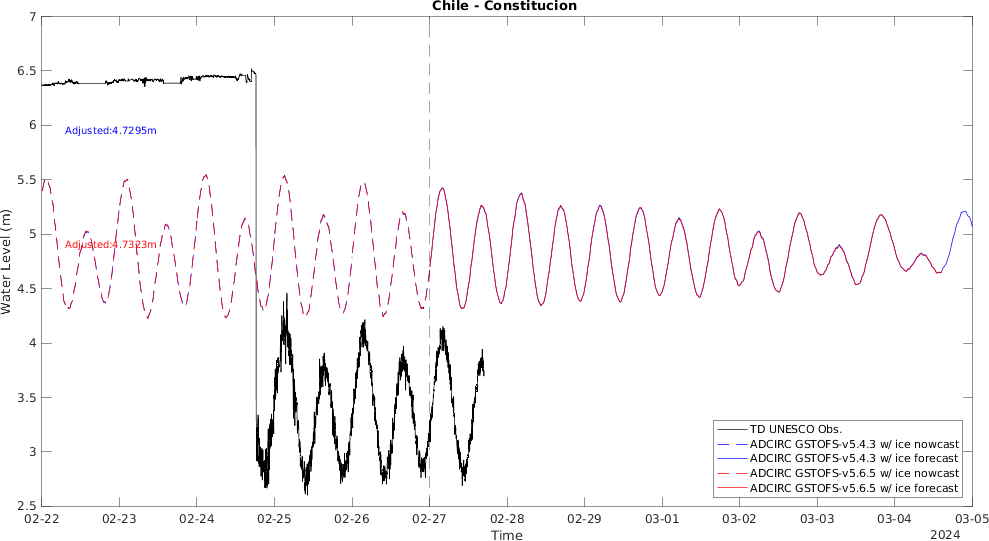 Chile - Constitucion
7
6.5
6
5.5
5
4.5
4
3.5
3
2.5
Water Level (m)
Adjusted:4.7295m
Adjusted:4.7323m
TD UNESCO Obs.
ADCIRC GSTOFS-v5.4.3 w/ ice nowcast
ADCIRC GSTOFS-v5.4.3 w/ ice forecast
ADCIRC GSTOFS-v5.6.5 w/ ice nowcast
ADCIRC GSTOFS-v5.6.5 w/ ice forecast
02-22 02-23 02-24 02-25 02-26 02-27 02-28 02-29 03-01 03-02 03-03 03-04 03-05
Time
2024